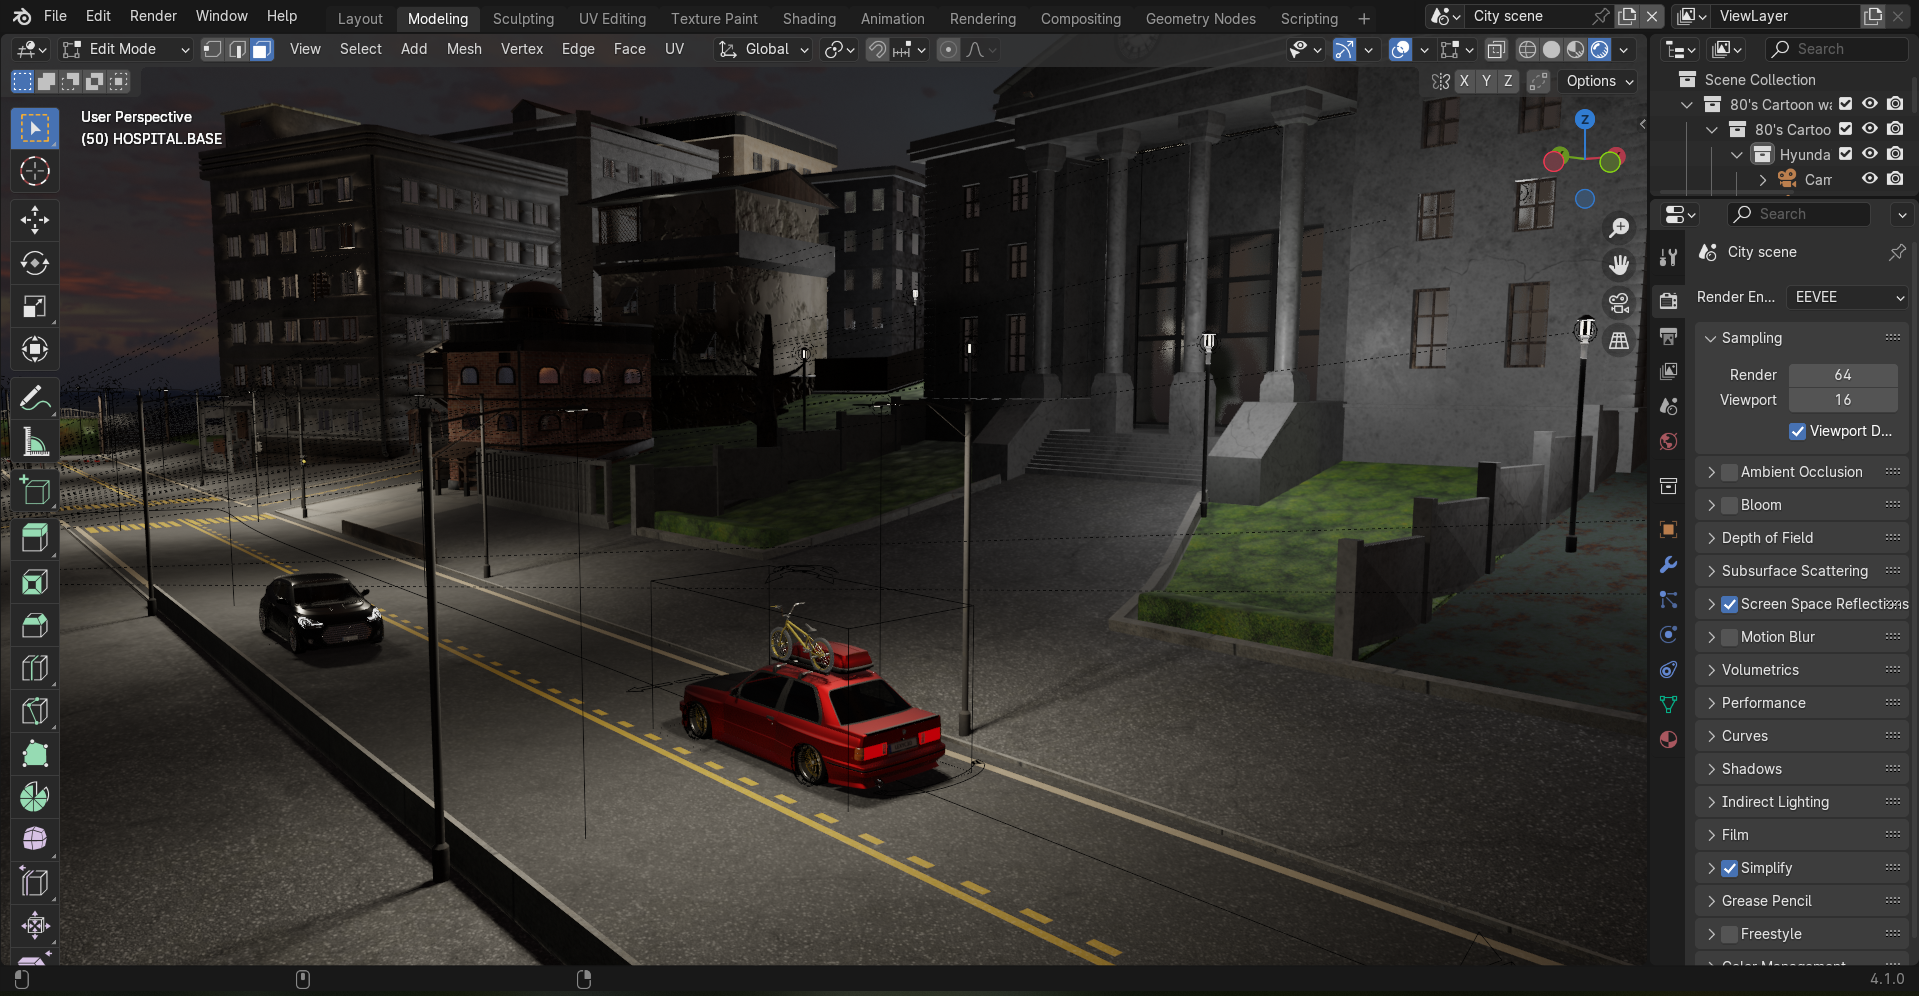 File Edit Render Window Help Layout Modeling Sculpting UV Editing Texture Paint Shading Animation Rendering Compositing Geometry Nodes Scripting + City scene ViewLayer
Edit Mode View Select Add Mesh Vertex Edge Face UV Global Search
X Y Z Options
Scene Collection
80's Cartoon wa
80's Cartoo
Hyunda
Cam
User Perspective
(50) HOSPITAL.BASE
Z
Search
City scene
Render En... EEVEE
Sampling
Render 64
Viewport 16
Viewport D...
Ambient Occlusion
Bloom
Depth of Field
Subsurface Scattering
Screen Space Reflections
Motion Blur
Volumetrics
Performance
Curves
Shadows
Indirect Lighting
Film
Simplify
Grease Pencil
Freestyle
Color Management
4.1.0